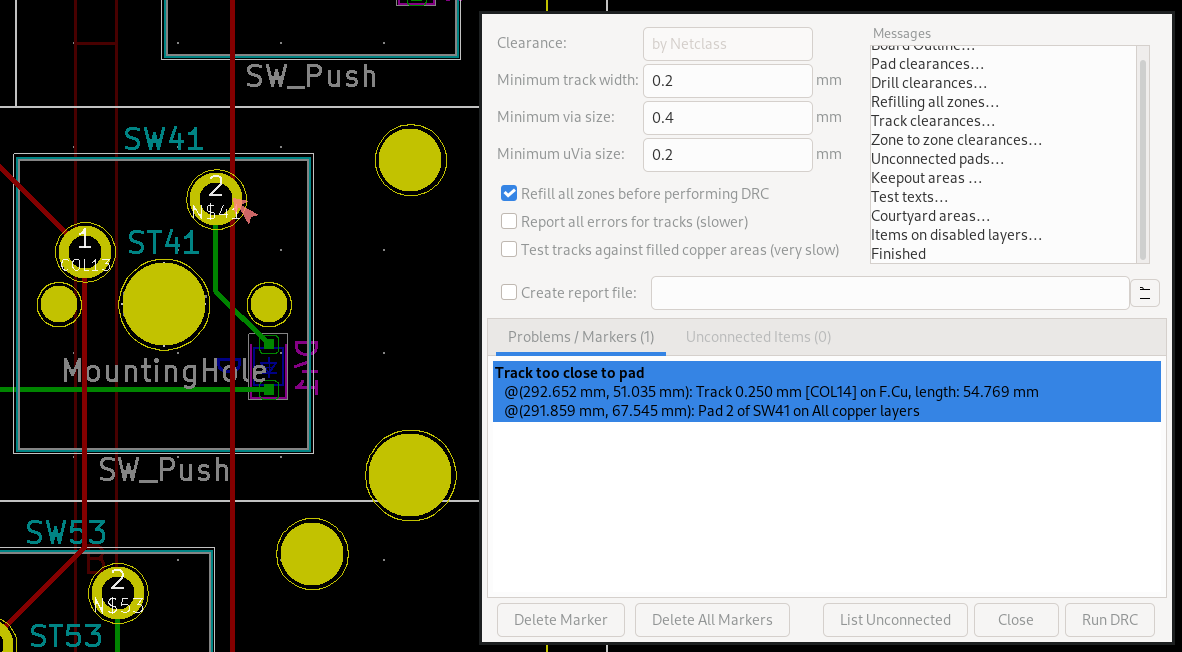 SW_Push
SW41
2
N$41
1
COL13
ST41
MountingHole
SW_Push
SW53
2
N$53
ST53
Clearance:
by Netclass
Minimum track width:
0.2
mm
Minimum via size:
0.4
mm
Minimum uVia size:
0.2
mm
Refill all zones before performing DRC
Report all errors for tracks (slower)
Test tracks against filled copper areas (very slow)
Create report file:
Messages
Board Outline...
Pad clearances...
Drill clearances...
Refilling all zones...
Track clearances...
Zone to zone clearances...
Unconnected pads...
Keepout areas ...
Test texts...
Courtyard areas...
Items on disabled layers...
Finished
Problems / Markers (1)
Unconnected Items (0)
Track too close to pad
@(292.652 mm, 51.035 mm): Track 0.250 mm [COL14] on F.Cu, length: 54.769 mm
@(291.859 mm, 67.545 mm): Pad 2 of SW41 on All copper layers
Delete Marker
Delete All Markers
List Unconnected
Close
Run DRC